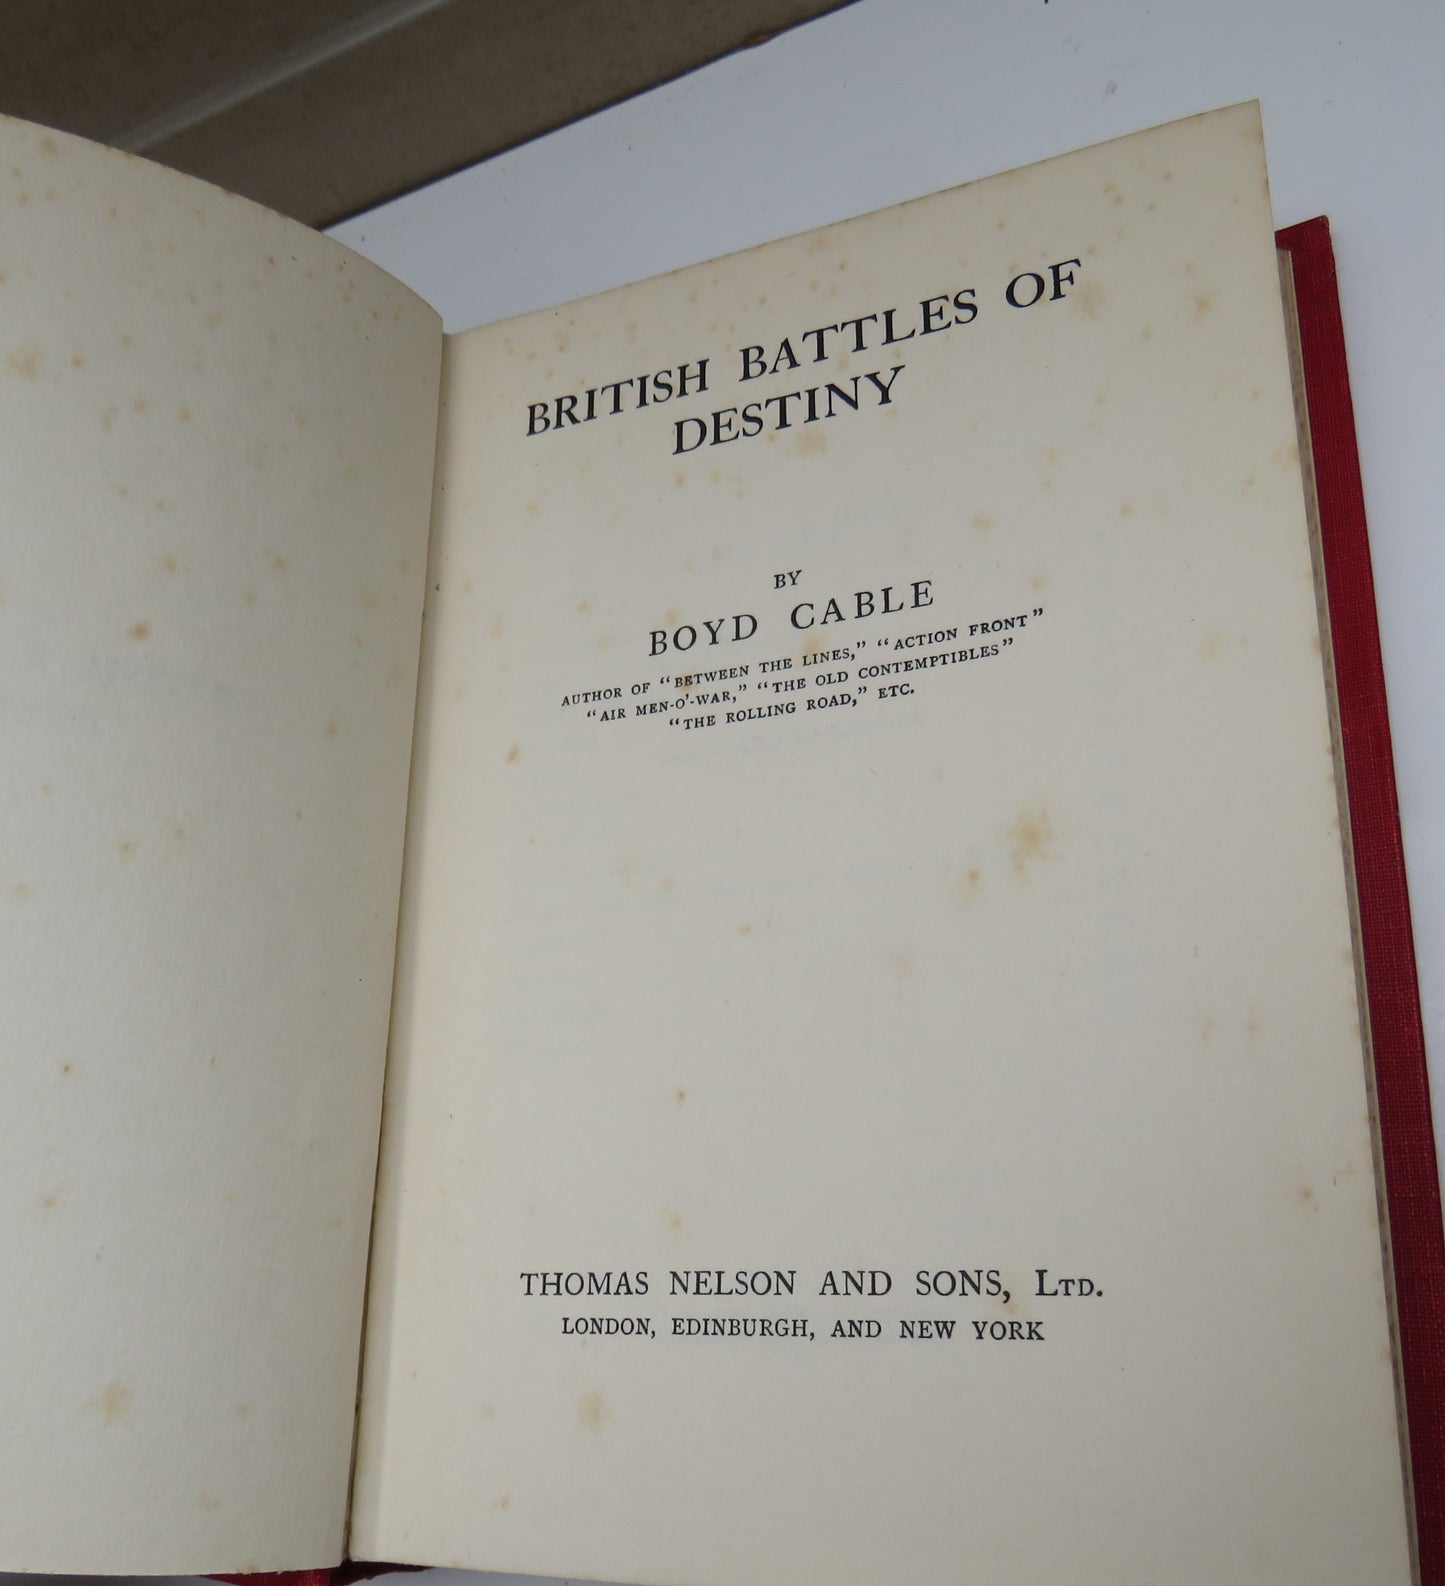 BRITISH BATTLES OF
DESTINY
BY
BOYD CABLE
AUTHOR OF "BETWEEN THE LINES," "ACTION FRONT"
"AIR MEN-O'-WAR," "THE OLD CONTEMPTIBLES"
"THE ROLLING ROAD," ETC.
THOMAS NELSON AND SONS, LTD.
LONDON, EDINBURGH, AND NEW YORK